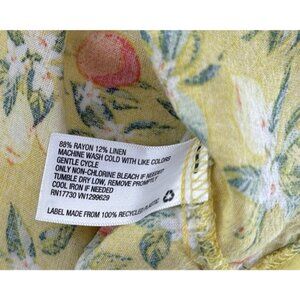 88% RAYON 12% LINEN
MACHINE WASH COLD WITH LIKE COLORS
GENTLE CYCLE
ONLY NON-CHLORINE BLEACH IF NEEDED
TUMBLE DRY LOW, REMOVE PROMPTLY
COOL IRON IF NEEDED
RN17730 VN1299629
LABEL MADE FROM 100% RECYCLED